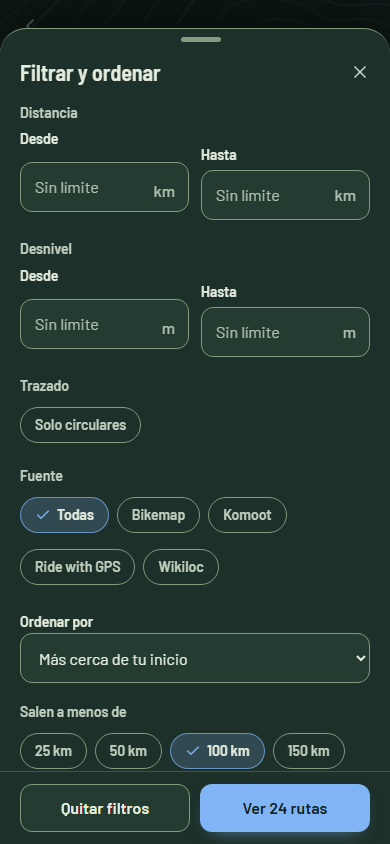 Filtrar y ordenar
Distancia
Desde
Hasta
Sin límite km
Sin límite km
Desnivel
Desde
Hasta
Sin límite m
Sin límite m
Trazado
Solo circulares
Fuente
Todas Bikemap Komoot
Ride with GPS Wikiloc
Ordenar por
Más cerca de tu inicio
Salen a menos de
25 km 50 km 100 km 150 km
Quitar filtros Ver 24 rutas